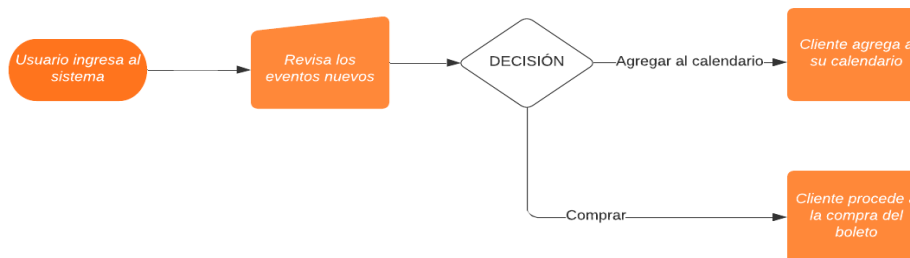 Usuario ingresa al
sistema
Revisa los
eventos nuevos
DECISIÓN
Agregar al calendario
Cliente agrega a
su calendario
Comprar
Cliente procede
la compra del
boleto